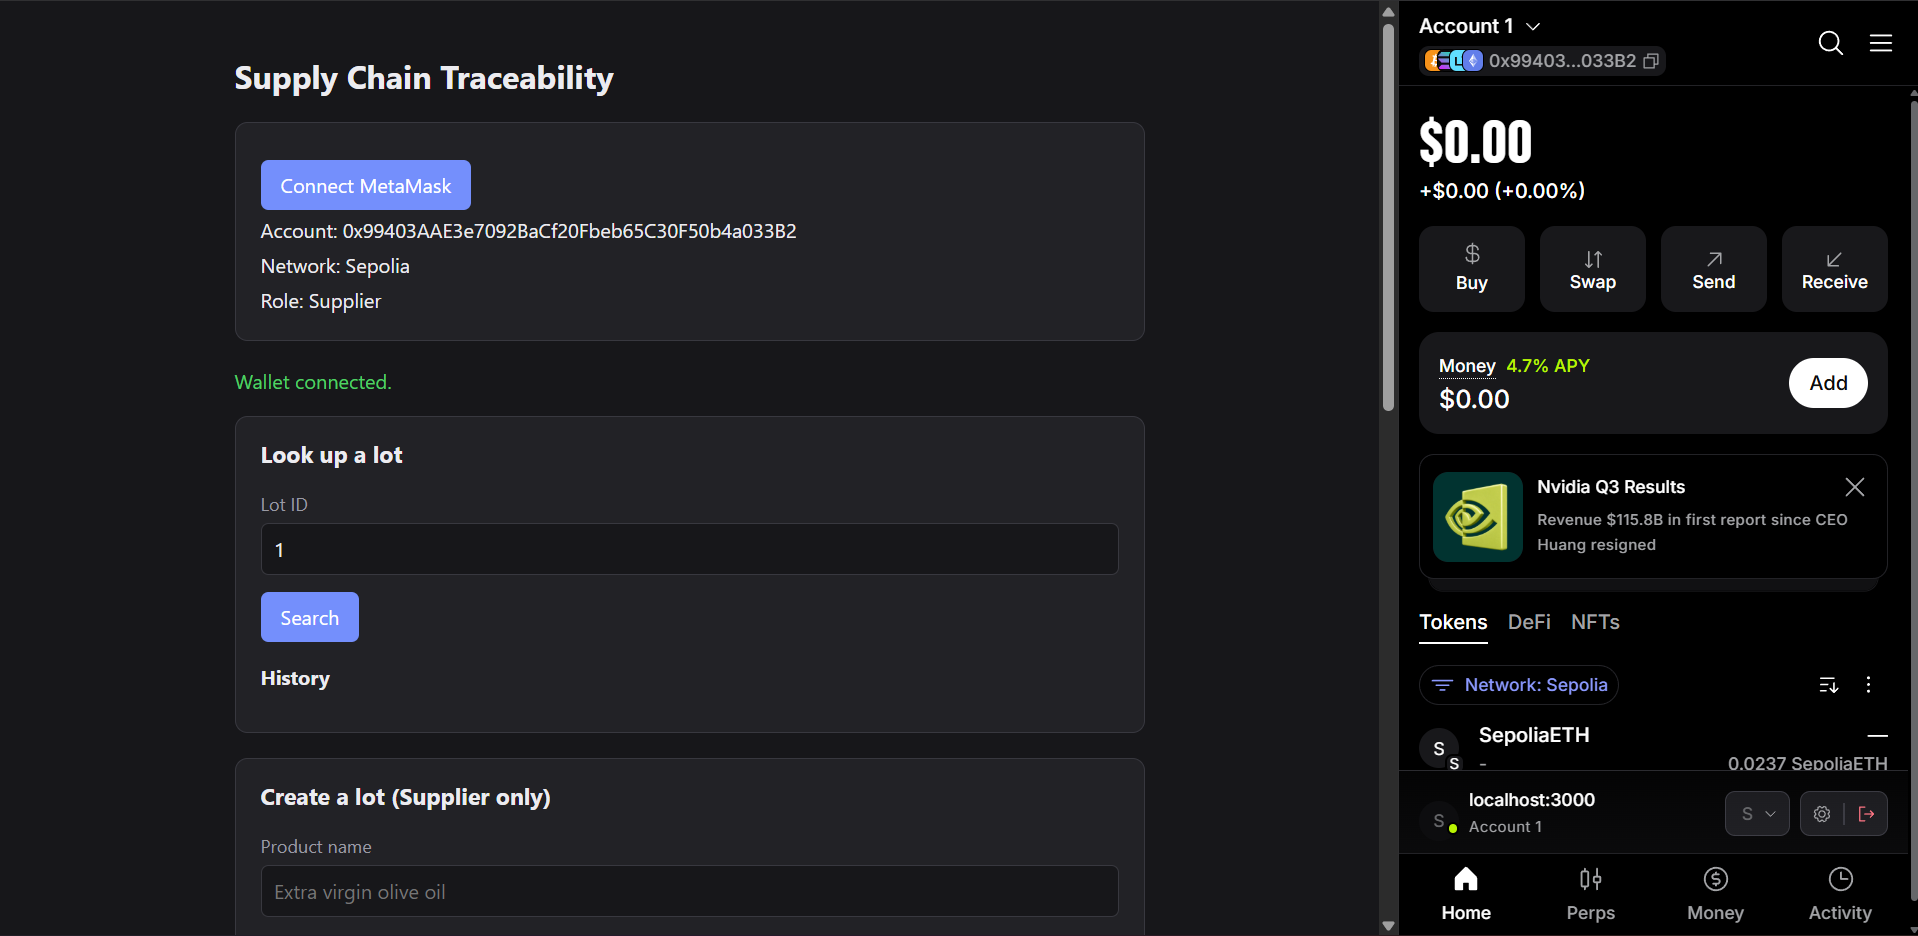 Supply Chain Traceability
Connect MetaMask
Account: 0x99403AAE3e7092BaCf20Fbeb65C30F50b4a033B2
Network: Sepolia
Role: Supplier
Wallet connected.
Look up a lot
Lot ID
1
Search
History
Create a lot (Supplier only)
Product name
Extra virgin olive oil
Account 1
0x99403...033B2
$0.00
+$0.00 (+0.00%)
Buy
Swap
Send
Receive
Money 4.7% APY
$0.00
Add
Nvidia Q3 Results
Revenue $115.8B in first report since CEO
Huang resigned
Tokens DeFi NFTs
Network: Sepolia
S
S
SepoliaETH —
-
0.0237 SepoliaETH
S
localhost:3000
Account 1
S
Home
Perps
Money
Activity